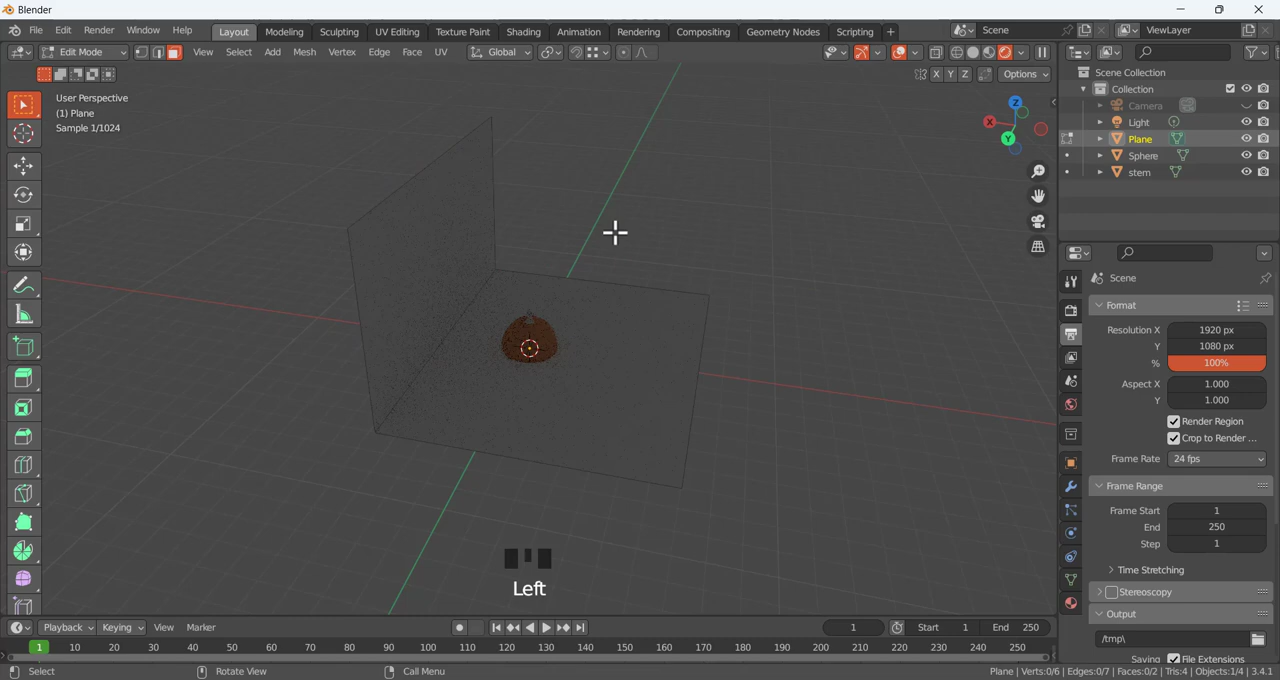 Blender
File Edit Render Window Help Layout Modeling Sculpting UV Editing Texture Paint Shading Animation Rendering Compositing Geometry Nodes Scripting + Scene ViewLayer
Edit Mode View Select Add Mesh Vertex Edge Face UV Global
X Y Z Options
User Perspective
(1) Plane
Sample 1/1024
Z
X
Y
Scene Collection
Collection
Camera
Light
Plane
Sphere
stem
Scene
Format
Resolution X 1920 px
Y 1080 px
% 100%
Aspect X 1.000
Y 1.000
Render Region
Crop to Render ...
Frame Rate 24 fps
Frame Range
Frame Start 1
End 250
Step 1
Time Stretching
Stereoscopy
Output
/tmp\
Saving File Extensions
Left
Playback Keying View Marker 1 Start 1 End 250
1 10 20 30 40 50 60 70 80 90 100 110 120 130 140 150 160 170 180 190 200 210 220 230 240 250
Select Rotate View Call Menu Plane | Verts:0/6 | Edges:0/7 | Faces:0/2 | Tris:4 | Objects:1/4 | 3.4.1